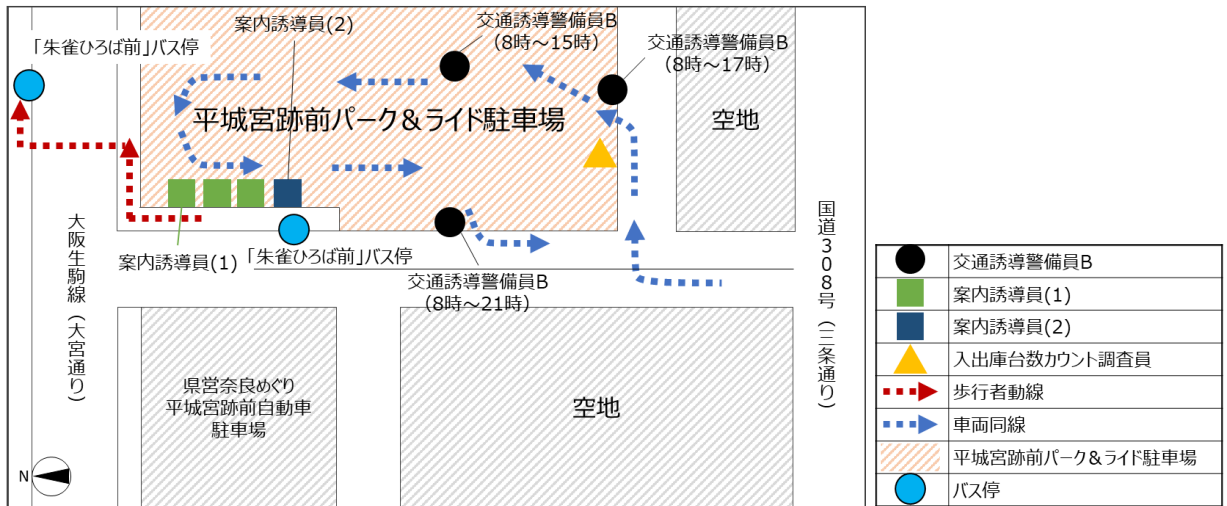 案内誘導員(2)
交通誘導警備員B
(8時～15時)
交通誘導警備員B
(8時～17時)
「朱雀ひろば前」バス停
平城宮跡前パーク&ライド駐車場
空地
大阪生駒線(大宮通り)
案内誘導員(1)
「朱雀ひろば前」バス停
交通誘導警備員B
(8時～21時)
国道308号(三条通り)
県営奈良めぐり
平城宮跡前自動車
駐車場
空地
N
交通誘導警備員B
案内誘導員(1)
案内誘導員(2)
入出庫台数カウント調査員
歩行者動線
車両同線
平城宮跡前パーク&ライド駐車場
バス停